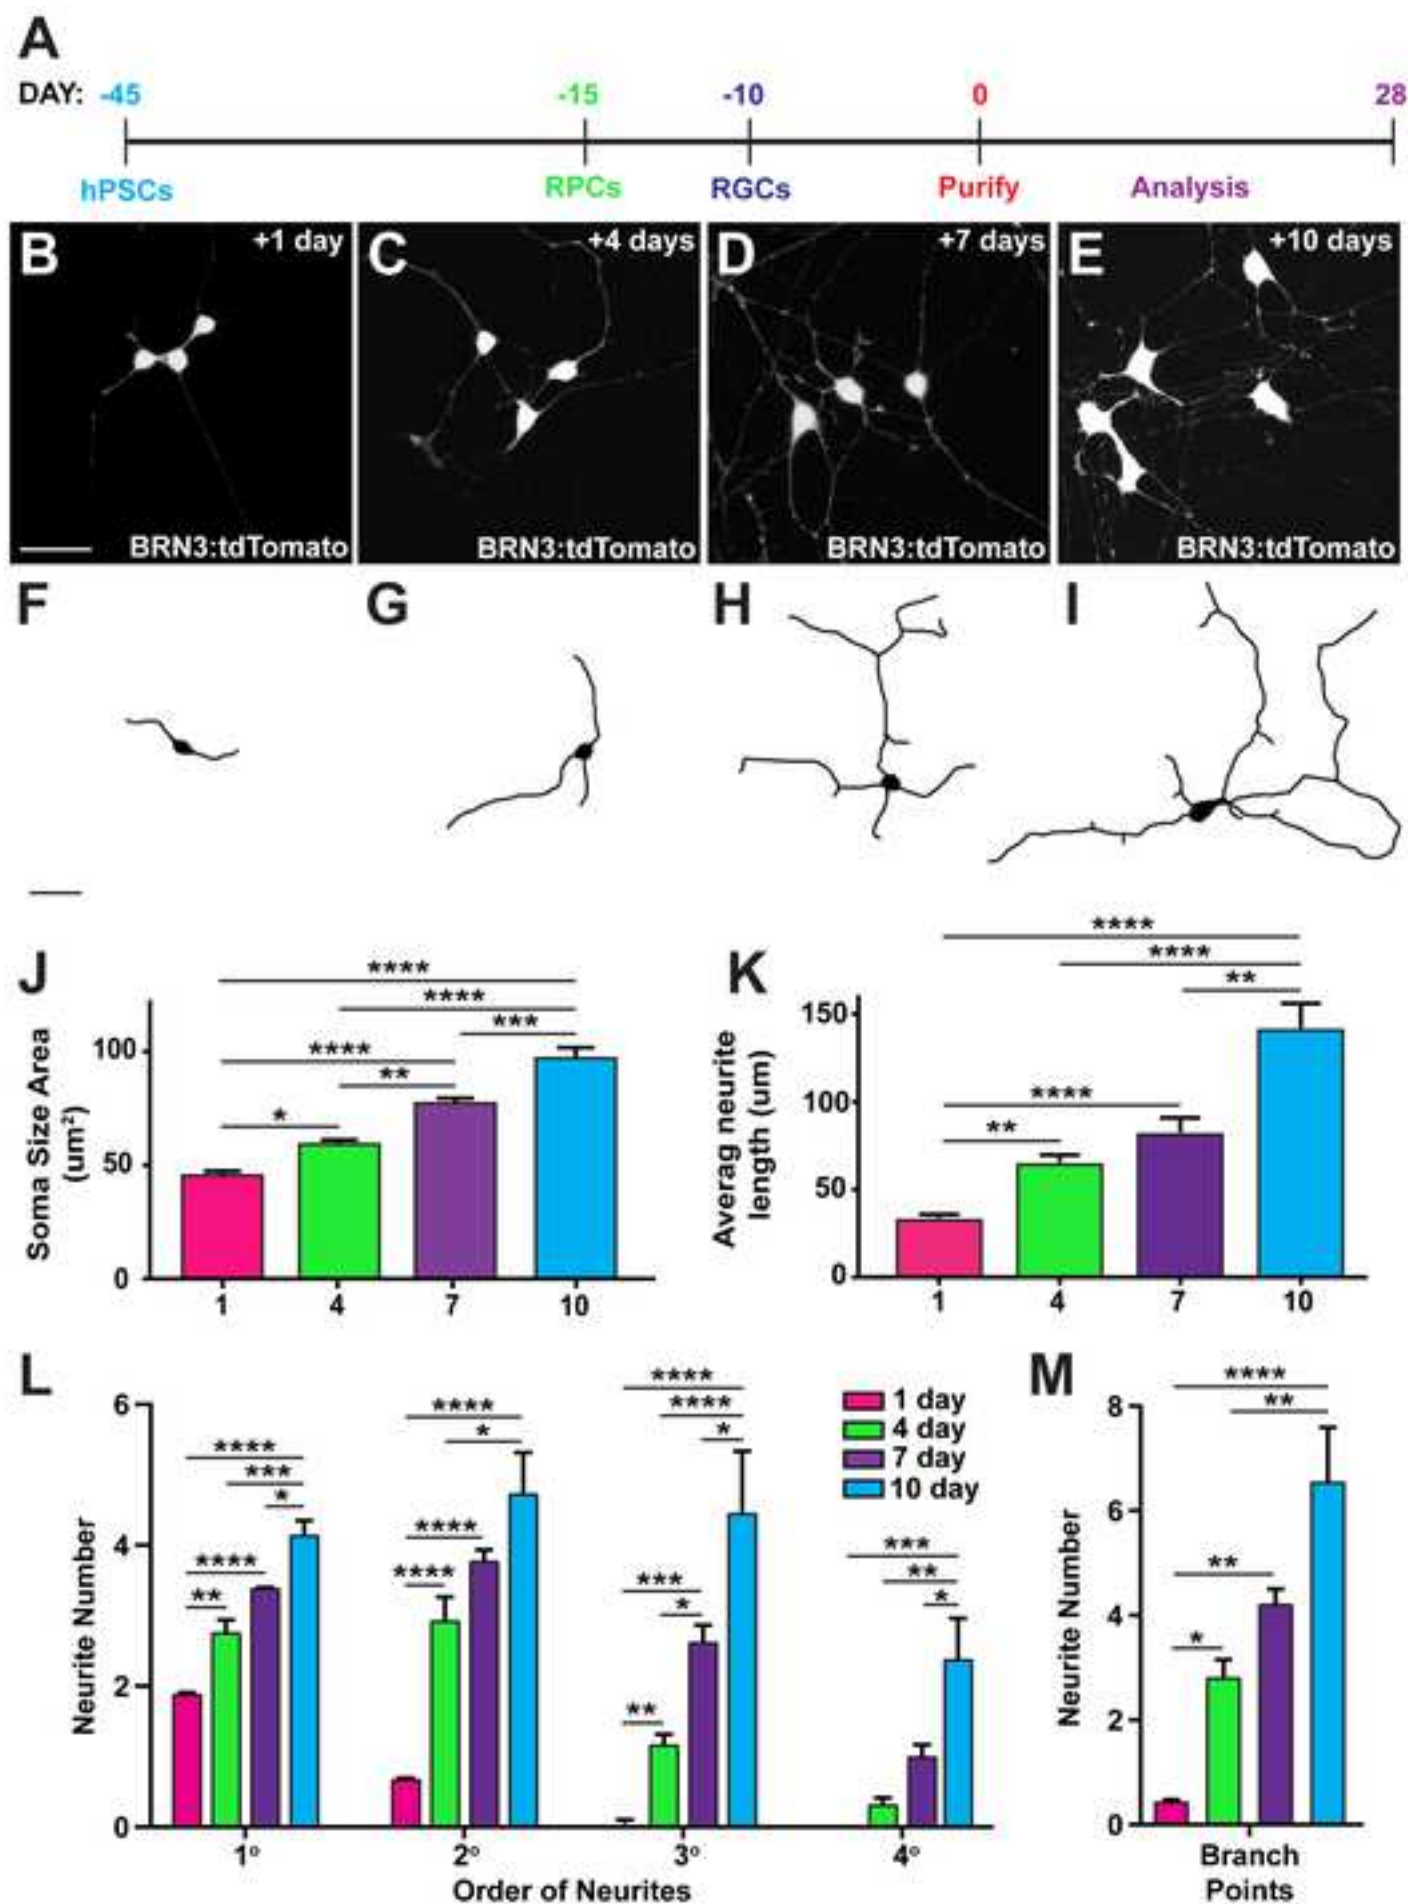 A
DAY: -45 -15 -10 0 28
hPSCs RPCs RGCs Purify Analysis
B +1 day
BRN3:tdTomato
C +4 days
BRN3:tdTomato
D +7 days
BRN3:tdTomato
E +10 days
BRN3:tdTomato
F G H I
J
Soma Size Area
(um²)
100
50
0
1 4 7 10
**** **** *** **** ** *
K
Averag neurite
length (um)
150
100
50
0
1 4 7 10
**** **** ** **** **
L
Neurite Number
6
4
2
0
**** *** * **** **
**** * **** ****
**** **** * *** * **
*** ** *
1 day
4 day
7 day
10 day
1° 2° 3° 4°
Order of Neurites
M
Neurite Number
8
6
4
2
0
**** ** ** *
Branch
Points